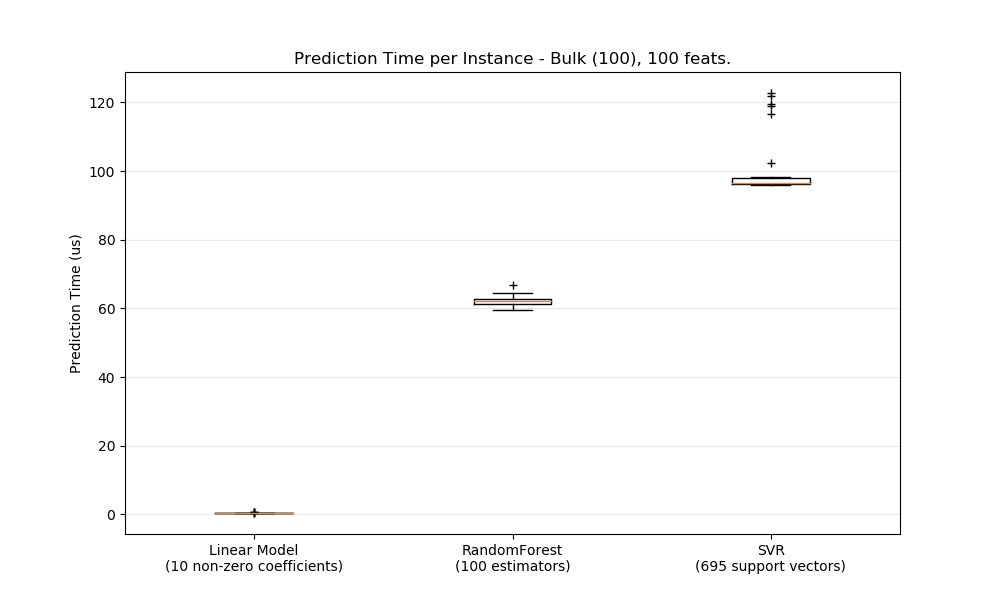 Prediction Time per Instance - Bulk (100), 100 feats.
Prediction Time (us)
120
100
80
60
40
20
0
Linear Model
(10 non-zero coefficients)
RandomForest
(100 estimators)
SVR
(695 support vectors)